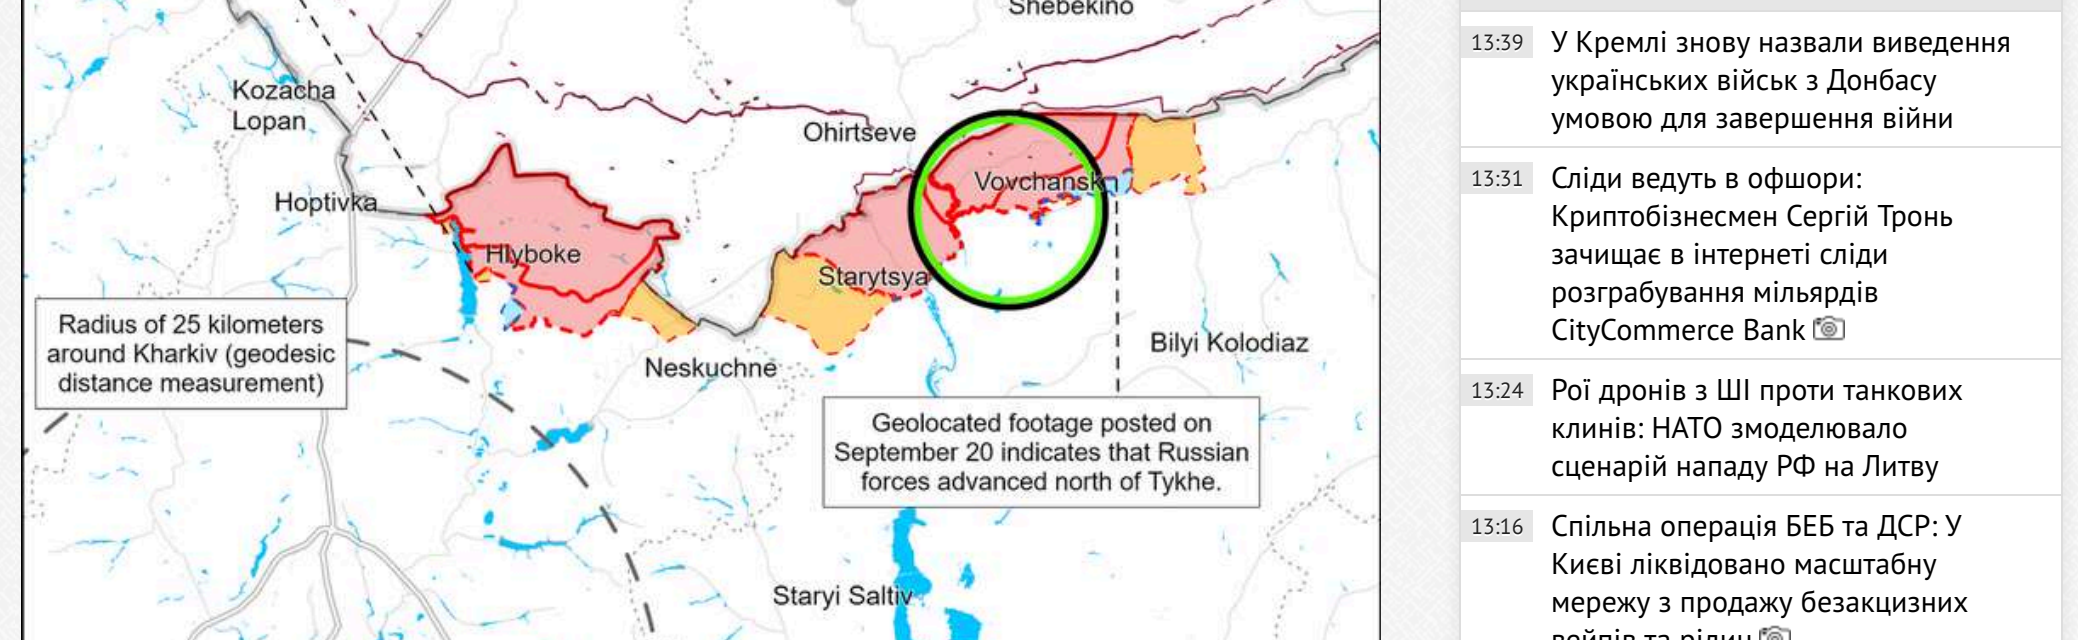 Shebekino
Kozacha
Lopan
Ohirtseve
Vovchansk
Hoptivka
Hlyboke
Starytsya
Radius of 25 kilometers
around Kharkiv (geodesic
distance measurement)
Neskuchne
Bilyi Kolodiaz
Geolocated footage posted on
September 20 indicates that Russian
forces advanced north of Tykhe.
Staryi Saltiv
13:39 У Кремлі знову назвали виведення
українських військ з Донбасу
умовою для завершення війни
13:31 Сліди ведуть в офшори:
Криптобізнесмен Сергій Тронь
зачищає в інтернеті сліди
розграбування мільярдів
CityCommerce Bank
13:24 Рої дронів з ШІ проти танкових
клинів: НАТО змоделювало
сценарій нападу РФ на Литву
13:16 Спільна операція БЕБ та ДСР: У
Києві ліквідовано масштабну
мережу з продажу безакцизних
вейпів та рідин